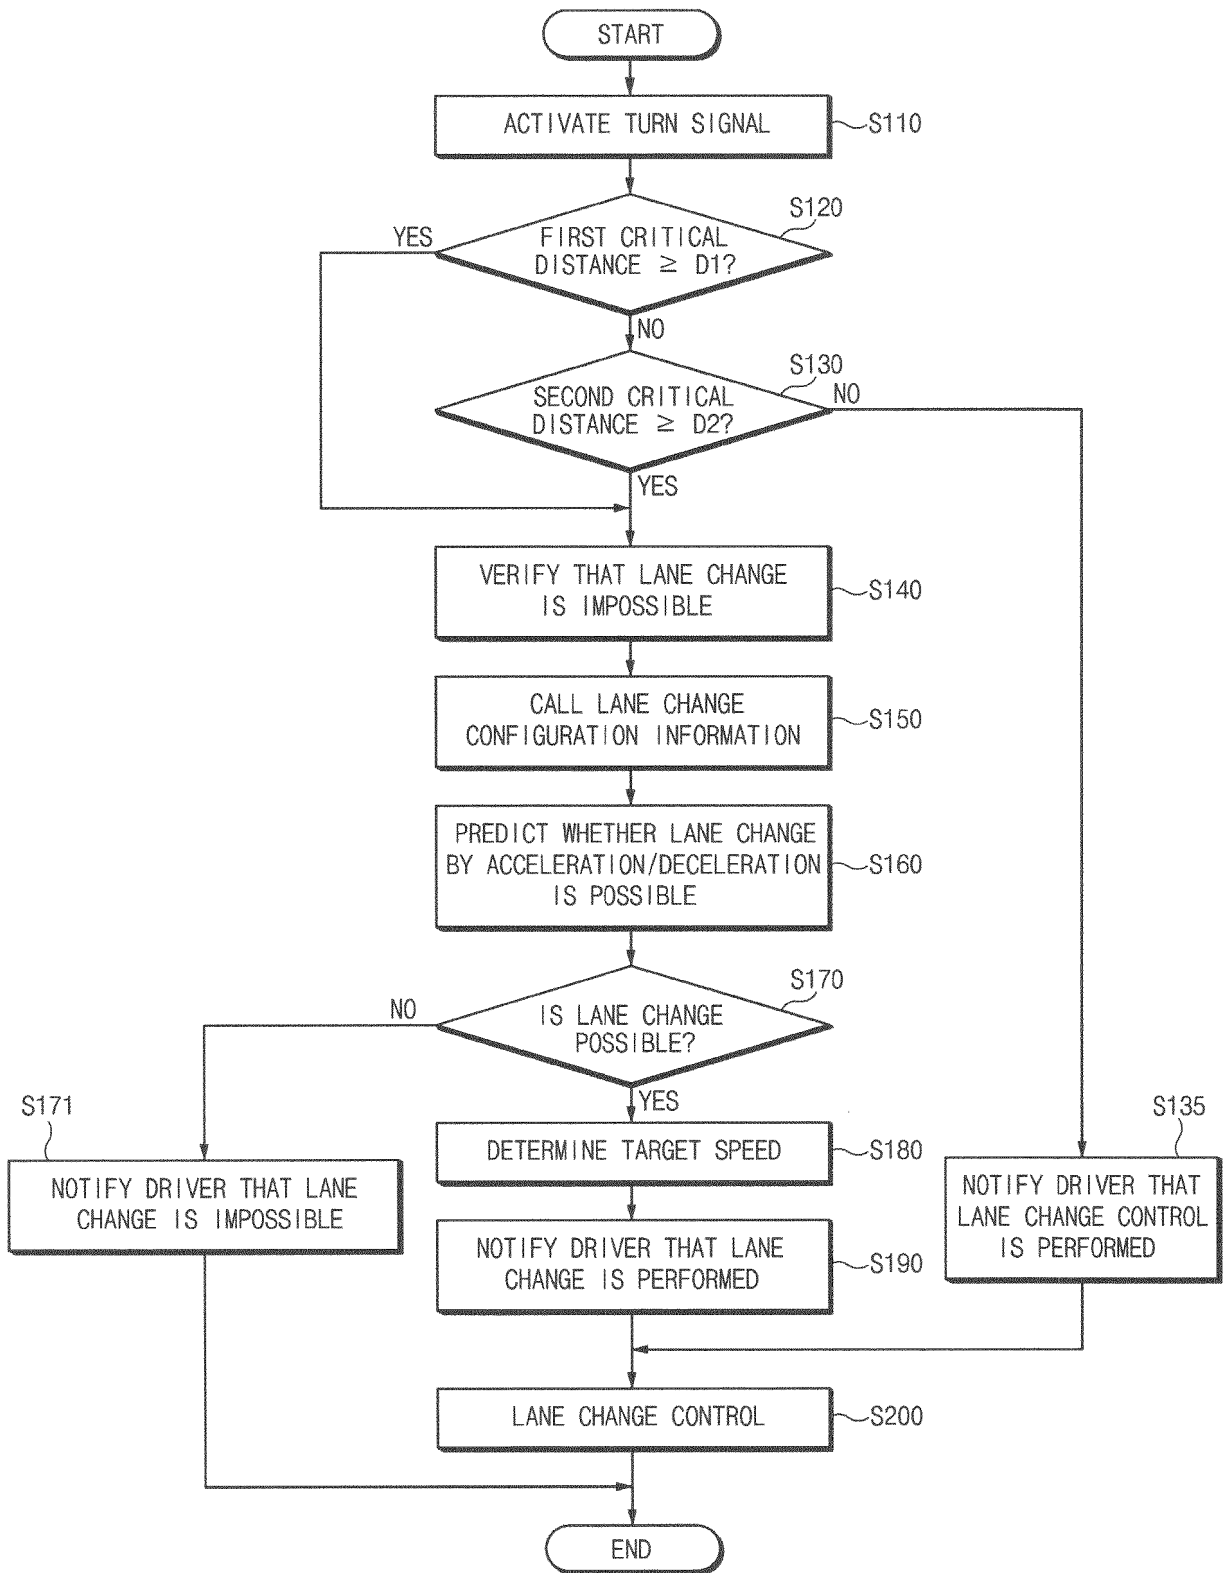 START
ACTIVATE TURN SIGNAL
S110
S120
YES
FIRST CRITICAL
DISTANCE ≥ D1?
NO
S130
SECOND CRITICAL
DISTANCE ≥ D2?
NO
YES
VERIFY THAT LANE CHANGE
IS IMPOSSIBLE
S140
CALL LANE CHANGE
CONFIGURATION INFORMATION
S150
PREDICT WHETHER LANE CHANGE
BY ACCELERATION/DECELERATION
IS POSSIBLE
S160
S170
NO
IS LANE CHANGE
POSSIBLE?
YES
S171
NOTIFY DRIVER THAT LANE
CHANGE IS IMPOSSIBLE
DETERMINE TARGET SPEED
S180
S135
NOTIFY DRIVER THAT
LANE CHANGE CONTROL
IS PERFORMED
NOTIFY DRIVER THAT LANE
CHANGE IS PERFORMED
S190
LANE CHANGE CONTROL
S200
END